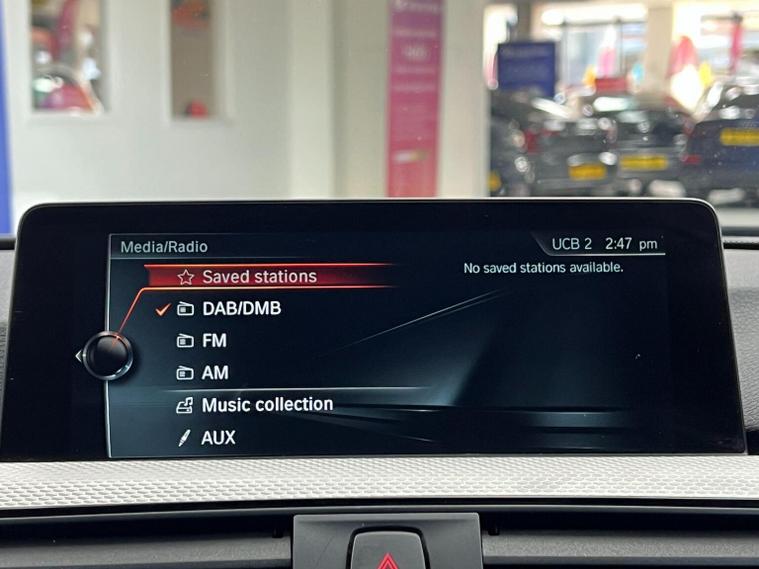 Media/Radio
UCB 2 2:47 pm
Saved stations
No saved stations available.
DAB/DMB
FM
AM
Music collection
AUX